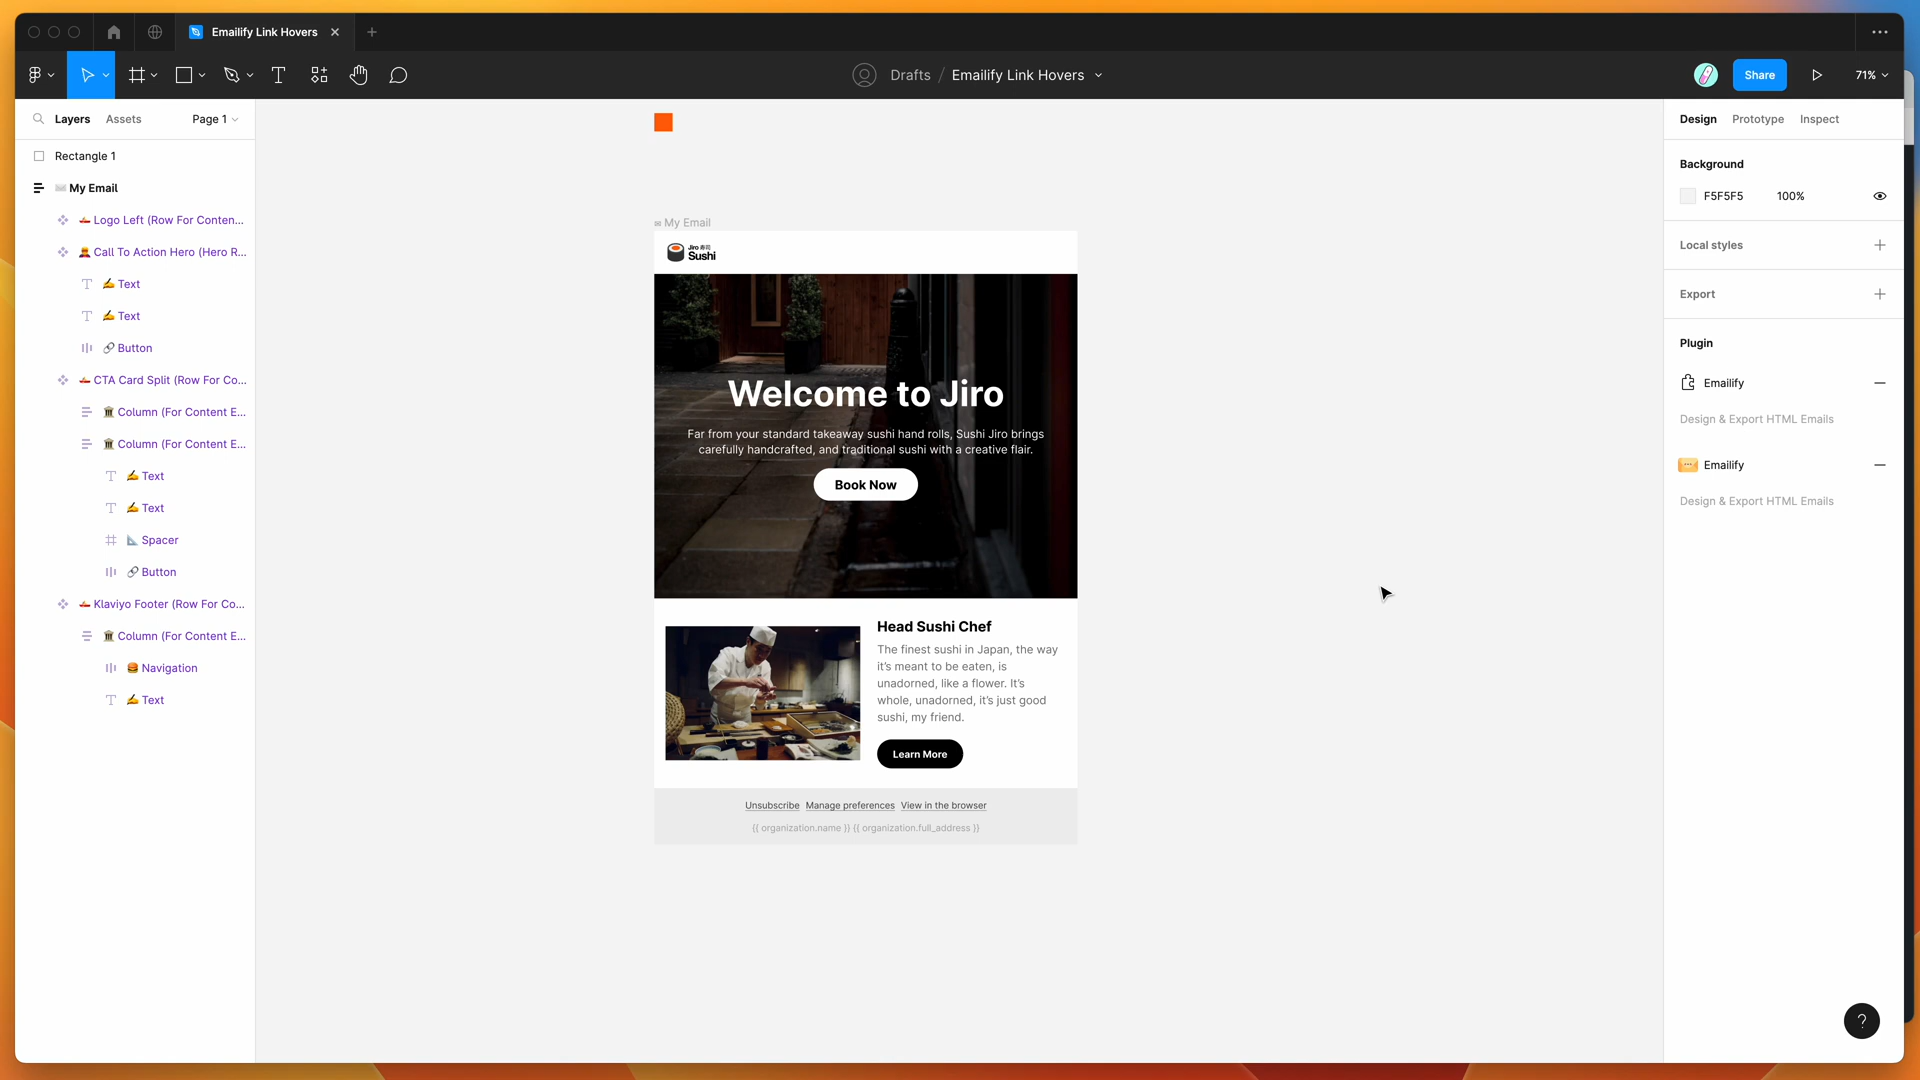 Emailify Link Hovers
Drafts / Emailify Link Hovers
Share
71%
Layers
Assets
Page 1
Rectangle 1
My Email
Logo Left (Row For Conten...
Call To Action Hero (Hero R...
Text
Text
Button
CTA Card Split (Row For Co...
Column (For Content E...
Column (For Content E...
Text
Text
Spacer
Button
Klaviyo Footer (Row For Co...
Column (For Content E...
Navigation
Text
My Email
Jiro 寿司
Sushi
Welcome to Jiro
Far from your standard takeaway sushi hand rolls, Sushi Jiro brings
carefully handcrafted, and traditional sushi with a creative flair.
Book Now
Head Sushi Chef
The finest sushi in Japan, the way
it's meant to be eaten, is
unadorned, like a flower. It's
whole, unadorned, it's just good
sushi, my friend.
Learn More
Unsubscribe Manage preferences View in the browser
{{ organization.name }} {{ organization.full_address }}
Design
Prototype
Inspect
Background
F5F5F5
100%
Local styles
Export
Plugin
Emailify
Design & Export HTML Emails
Emailify
Design & Export HTML Emails
?